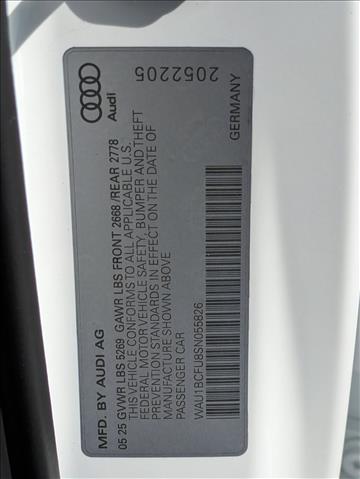 Audi
2052205
MFD. BY AUDI AG
GERMANY
05 25 GVWR LBS 5269 GAWR LBS FRONT 2668 /REAR 2778
THIS VEHICLE CONFORMS TO ALL APPLICABLE U.S.
FEDERAL MOTOR VEHICLE SAFETY, BUMPER AND THEFT
PREVENTION STANDARDS IN EFFECT ON THE DATE OF
MANUFACTURE SHOWN ABOVE
PASSENGER CAR
WAU1BCFU8SN055826